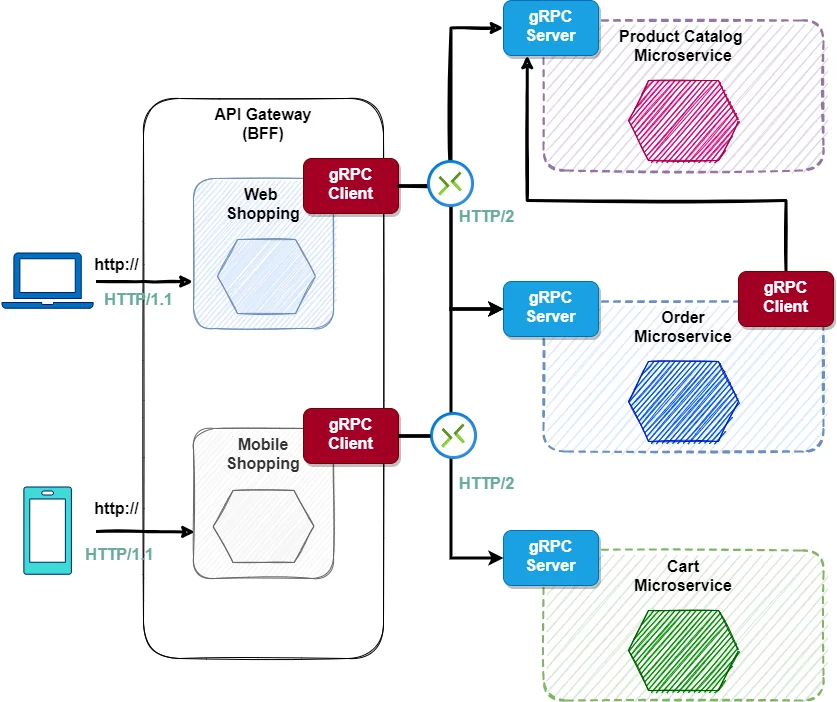 gRPC
Server
Product Catalog
Microservice
API Gateway
(BFF)
gRPC
Client
Web
Shopping
HTTP/2
http://
HTTP/1.1
gRPC
Server
Order
Microservice
gRPC
Client
gRPC
Client
Mobile
Shopping
HTTP/2
http://
HTTP/1.1
gRPC
Server
Cart
Microservice